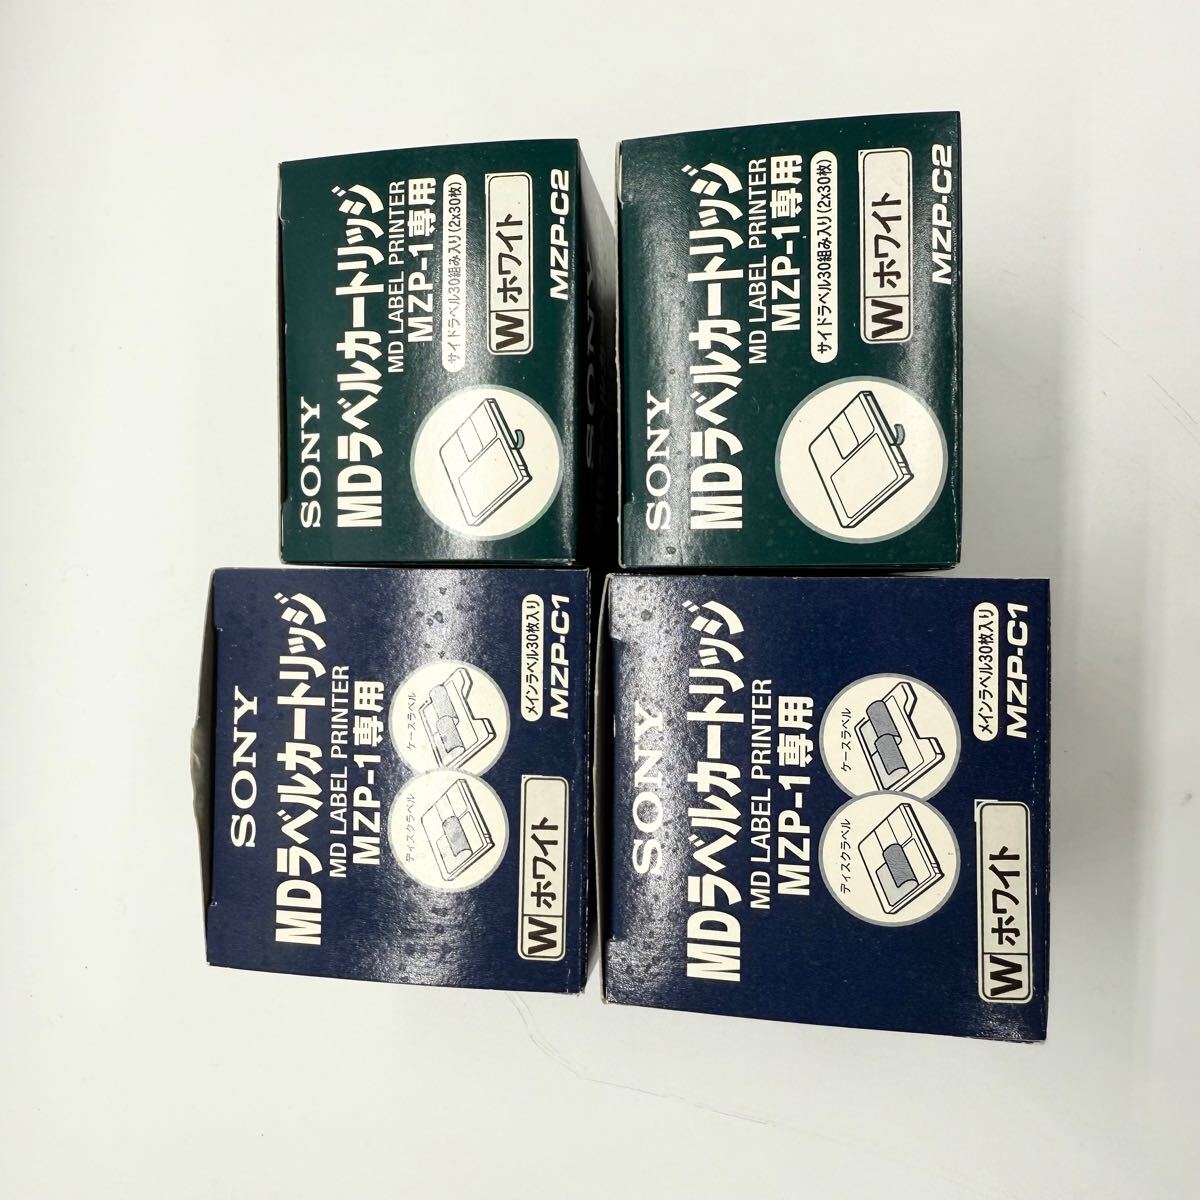 SONY
MDラベルカートリッジ
MD LABEL PRINTER
MZP-1専用
サイドラベル30組み入り(2x30枚)
W ホワイト
MZP-C2
SONY
SONY
MDラベルカートリッジ
MD LABEL PRINTER
MZP-1専用
サイドラベル30組み入り(2x30枚)
W ホワイト
MZP-C2
SONY
MDラベルカートリッジ
MD LABEL PRINTER
MZP-1専用
ディスクラベル
ケースラベル
メインラベル30枚入り
MZP-C1
W ホワイト
SONY
MDラベルカートリッジ
MD LABEL PRINTER
MZP-1専用
ディスクラベル
ケースラベル
メインラベル30枚入り
MZP-C1
W ホワイト